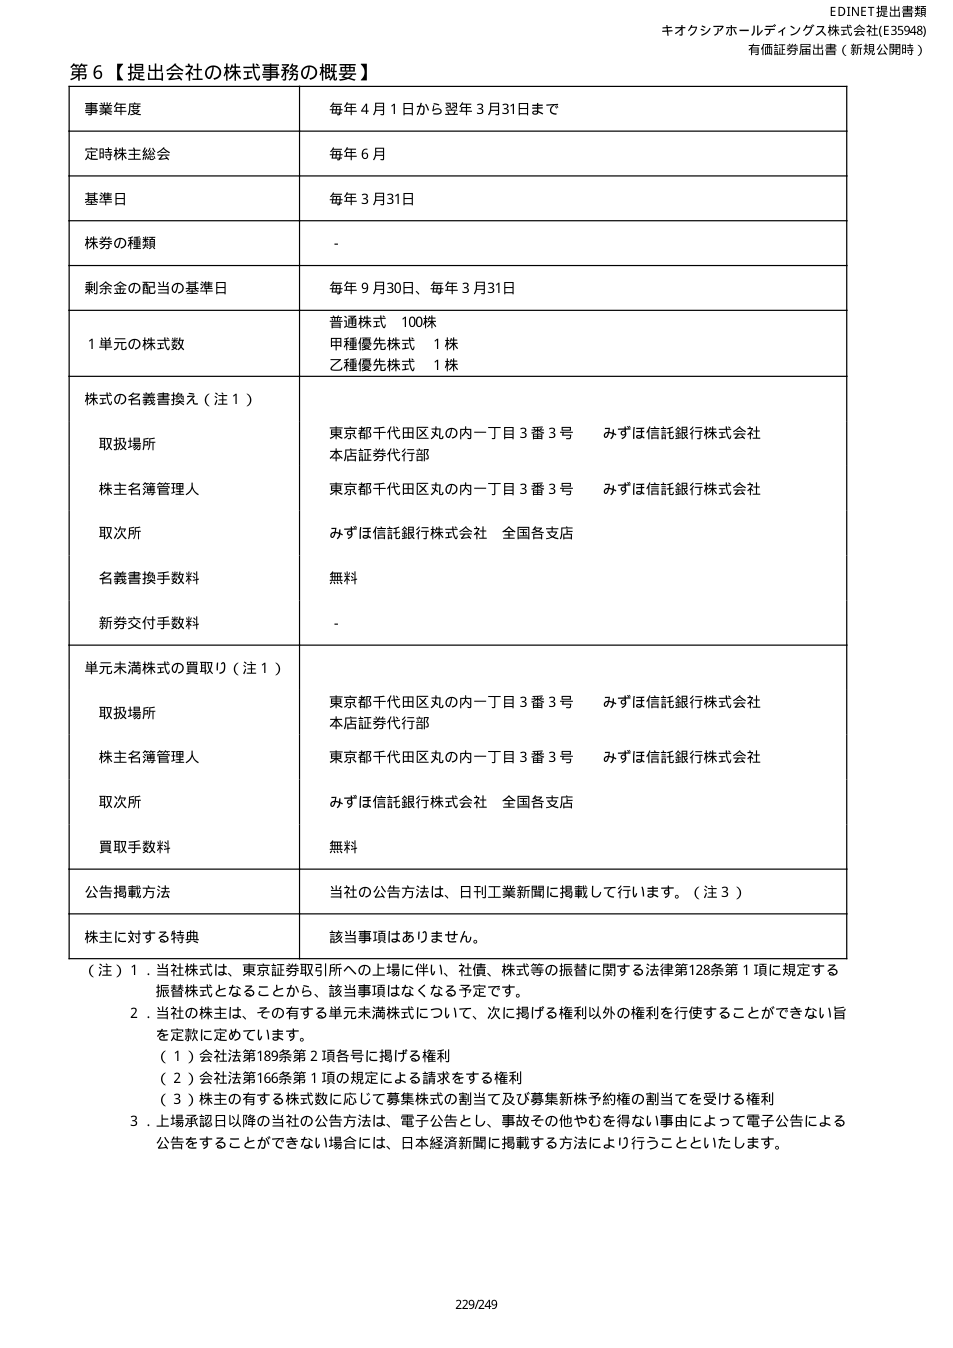 EDINET提出書類
キオクシアホールディングス株式会社(E35948)
有価証券届出書（新規公開時）
第６【提出会社の株式事務の概要】
事業年度　毎年４月１日から翌年３月31日まで
定時株主総会　毎年６月
基準日　毎年３月31日
株券の種類　-
剰余金の配当の基準日　毎年９月30日、毎年３月31日
普通株式　100株
１単元の株式数　甲種優先株式　１株
乙種優先株式　１株
株式の名義書換え（注１）
取扱場所　東京都千代田区丸の内一丁目３番３号　みずほ信託銀行株式会社
本店証券代行部
株主名簿管理人　東京都千代田区丸の内一丁目３番３号　みずほ信託銀行株式会社
取次所　みずほ信託銀行株式会社　全国各支店
名義書換手数料　無料
新券交付手数料　-
単元未満株式の買取り（注１）
取扱場所　東京都千代田区丸の内一丁目３番３号　みずほ信託銀行株式会社
本店証券代行部
株主名簿管理人　東京都千代田区丸の内一丁目３番３号　みずほ信託銀行株式会社
取次所　みずほ信託銀行株式会社　全国各支店
買取手数料　無料
公告掲載方法　当社の公告方法は、日刊工業新聞に掲載して行います。（注３）
株主に対する特典　該当事項はありません。
（注）１．当社株式は、東京証券取引所への上場に伴い、社債、株式等の振替に関する法律第128条第１項に規定する
振替株式となることから、該当事項はなくなる予定です。
２．当社の株主は、その有する単元未満株式について、次に掲げる権利以外の権利を行使することができない旨
を定款に定めています。
（１）会社法第189条第２項各号に掲げる権利
（２）会社法第166条第１項の規定による請求をする権利
（３）株主の有する株式数に応じて募集株式の割当て及び募集新株予約権の割当てを受ける権利
３．上場承認日以降の当社の公告方法は、電子公告とし、事故その他やむを得ない事由によって電子公告による
公告をすることができない場合には、日本経済新聞に掲載する方法により行うことといたします。
229/249